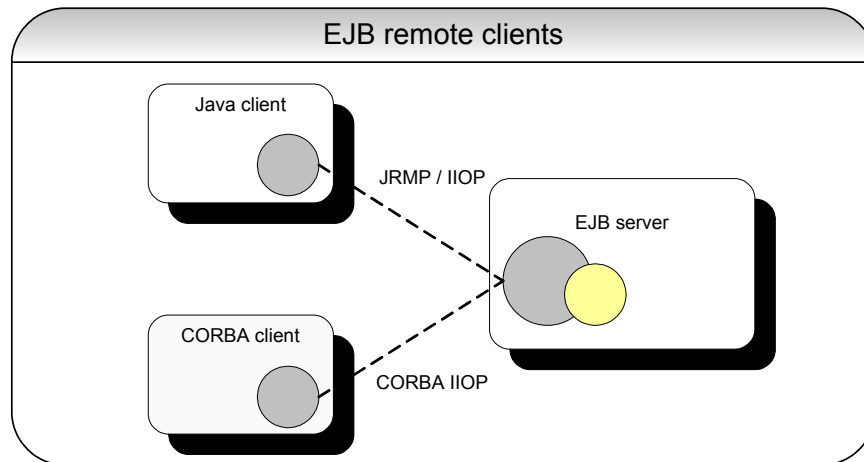 EJB remote clients
Java client
JRMP / IIOP
EJB server
CORBA client
CORBA IIOP